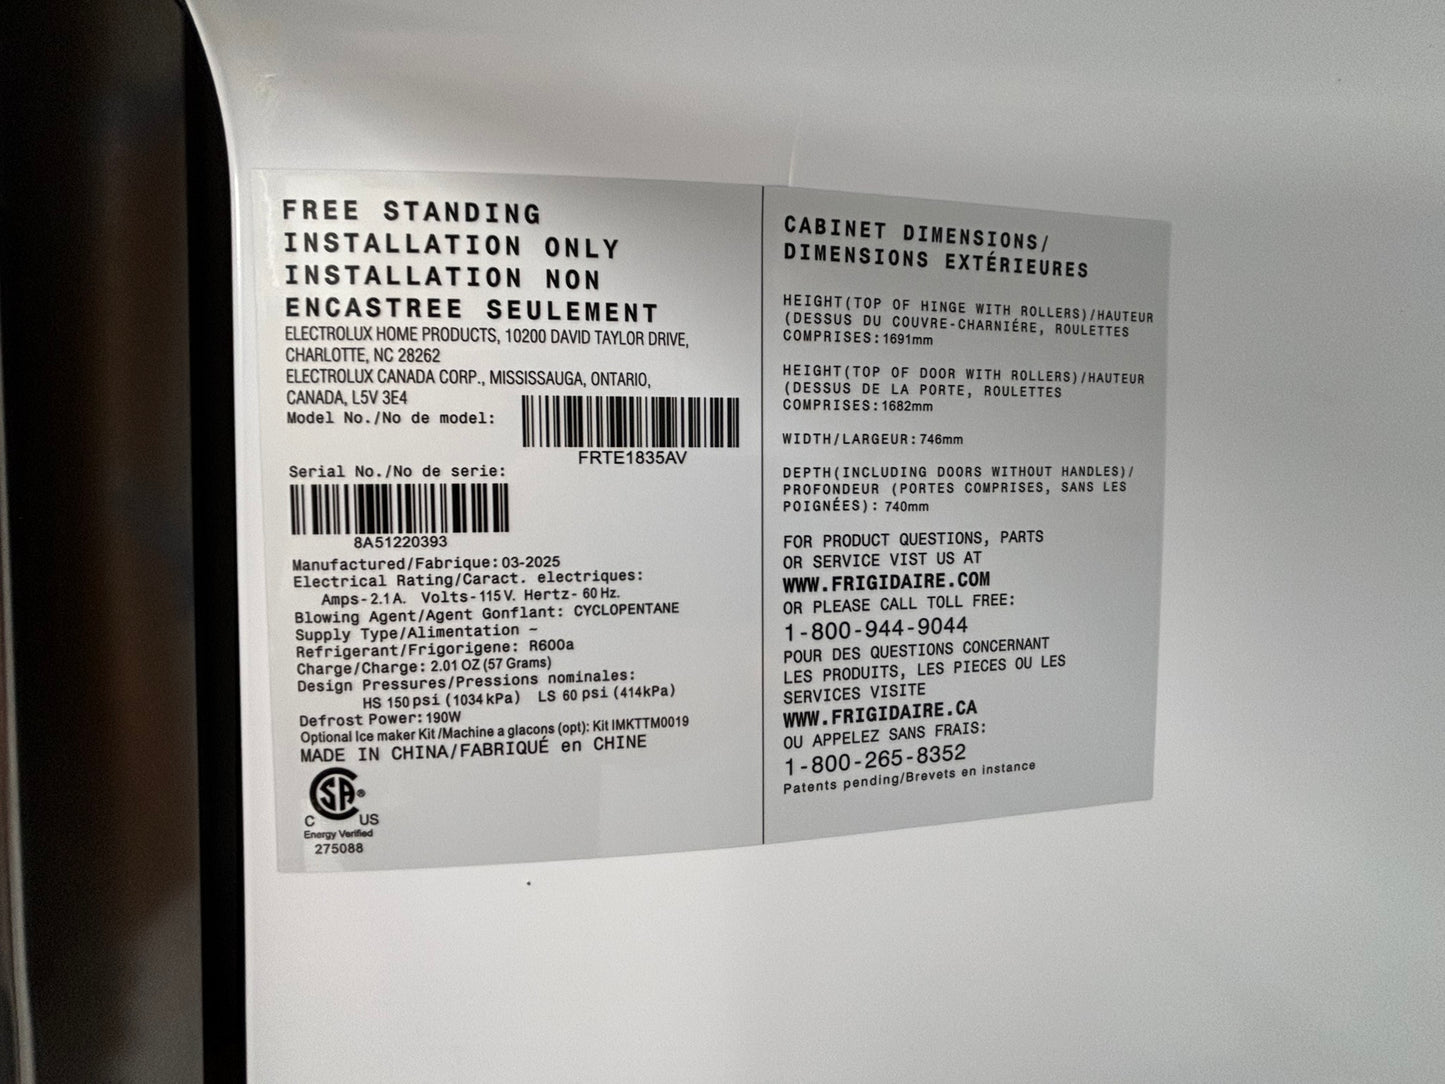 FREE STANDING
INSTALLATION ONLY
INSTALLATION NON
ENCASTREE SEULEMENT
ELECTROLUX HOME PRODUCTS, 10200 DAVID TAYLOR DRIVE,
CHARLOTTE, NC 28262
ELECTROLUX CANADA CORP., MISSISSAUGA, ONTARIO,
CANADA, L5V 3E4
Model No./No de model:
FRTE1835AV
Serial No./No de serie:
8A51220393
Manufactured/Fabrique: 03-2025
Electrical Rating/Caract. electriques:
Amps-2.1 A. Volts-115 V. Hertz-60 Hz.
Blowing Agent/Agent Gonflant: CYCLOPENTANE
Supply Type/Alimentation ~
Refrigerant/Frigorigene: R600a
Charge/Charge: 2.01 OZ (57 Grams)
Design Pressures/Pressions nominales:
HS 150 psi (1034 kPa) LS 60 psi (414kPa)
Defrost Power: 190W
Optional Ice maker Kit /Machine a glacons (opt): Kit IMKTTM0019
MADE IN CHINA/FABRIQUÉ en CHINE
CSA®
C US
Energy Verified
275088
CABINET DIMENSIONS/
DIMENSIONS EXTÉRIEURES
HEIGHT(TOP OF HINGE WITH ROLLERS)/HAUTEUR
(DESSUS DU COUVRE-CHARNIÉRE, ROULETTES
COMPRISES: 1691mm
HEIGHT(TOP OF DOOR WITH ROLLERS)/HAUTEUR
(DESSUS DE LA PORTE, ROULETTES
COMPRISES: 1682mm
WIDTH/LARGEUR: 746mm
DEPTH(INCLUDING DOORS WITHOUT HANDLES)/
PROFONDEUR (PORTES COMPRISES, SANS LES
POIGNÉES): 740mm
FOR PRODUCT QUESTIONS, PARTS
OR SERVICE VIST US AT
WWW.FRIGIDAIRE.COM
OR PLEASE CALL TOLL FREE:
1-800-944-9044
POUR DES QUESTIONS CONCERNANT
LES PRODUITS, LES PIECES OU LES
SERVICES VISITE
WWW.FRIGIDAIRE.CA
OU APPELEZ SANS FRAIS:
1-800-265-8352
Patents pending/Brevets en instance